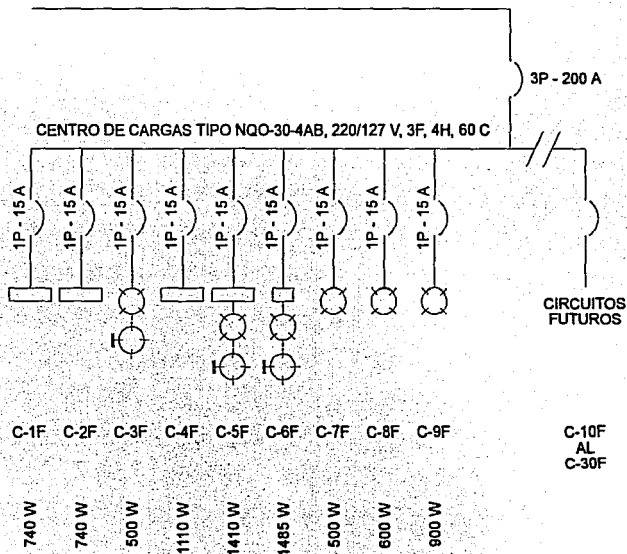 3P - 200 A
CENTRO DE CARGAS TIPO NQO-30-4AB, 220/127 V, 3F, 4H, 60 C
1P - 15 A
1P - 15 A
1P - 15 A
1P - 15 A
1P - 15 A
1P - 15 A
1P - 15 A
1P - 15 A
1P - 15 A
CIRCUITOS
FUTUROS
C-1F C-2F C-3F C-4F C-5F C-6F C-7F C-8F C-9F
C-10F
AL
C-30F
740 W
740 W
500 W
1110 W
1410 W
1485 W
500 W
600 W
900 W